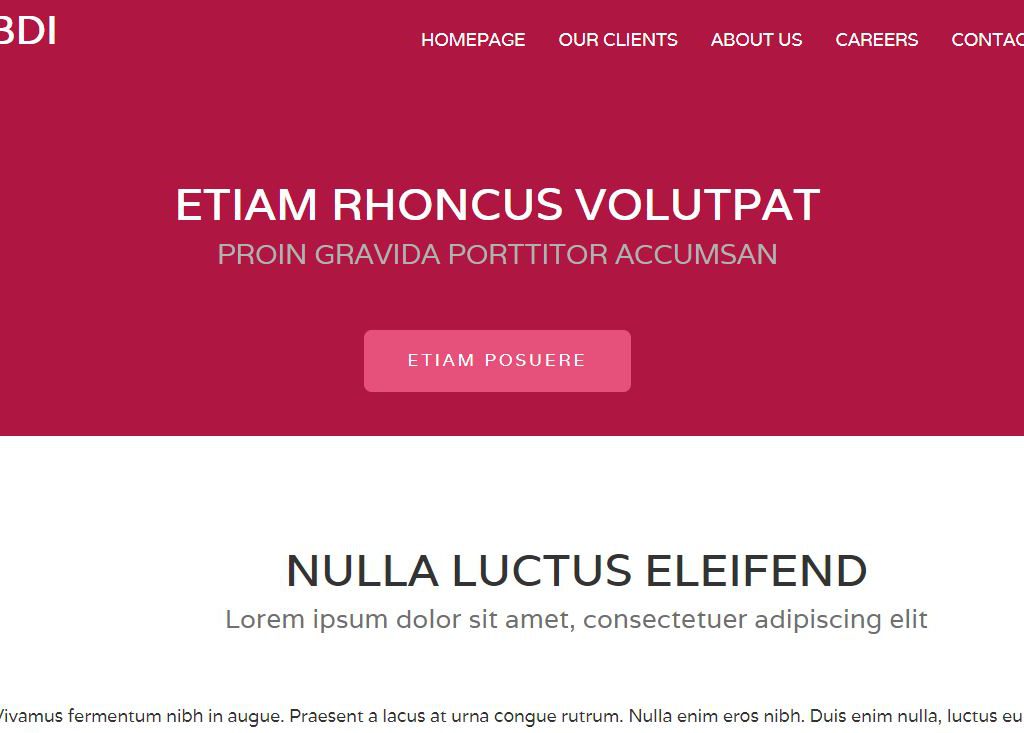 BDI
HOMEPAGE OUR CLIENTS ABOUT US CAREERS
ETIAM RHONCUS VOLUTPAT
PROIN GRAVIDA PORTTITOR ACCUMSAN
ETIAM POSUERE
NULLA LUCTUS ELEIFEND
Lorem ipsum dolor sit amet, consectetuer adipiscing elit
Vivamus fermentum nibh in augue. Praesent a lacus at urna congue rutrum. Nulla enim eros nibh. Duis enim nulla, luctus eu